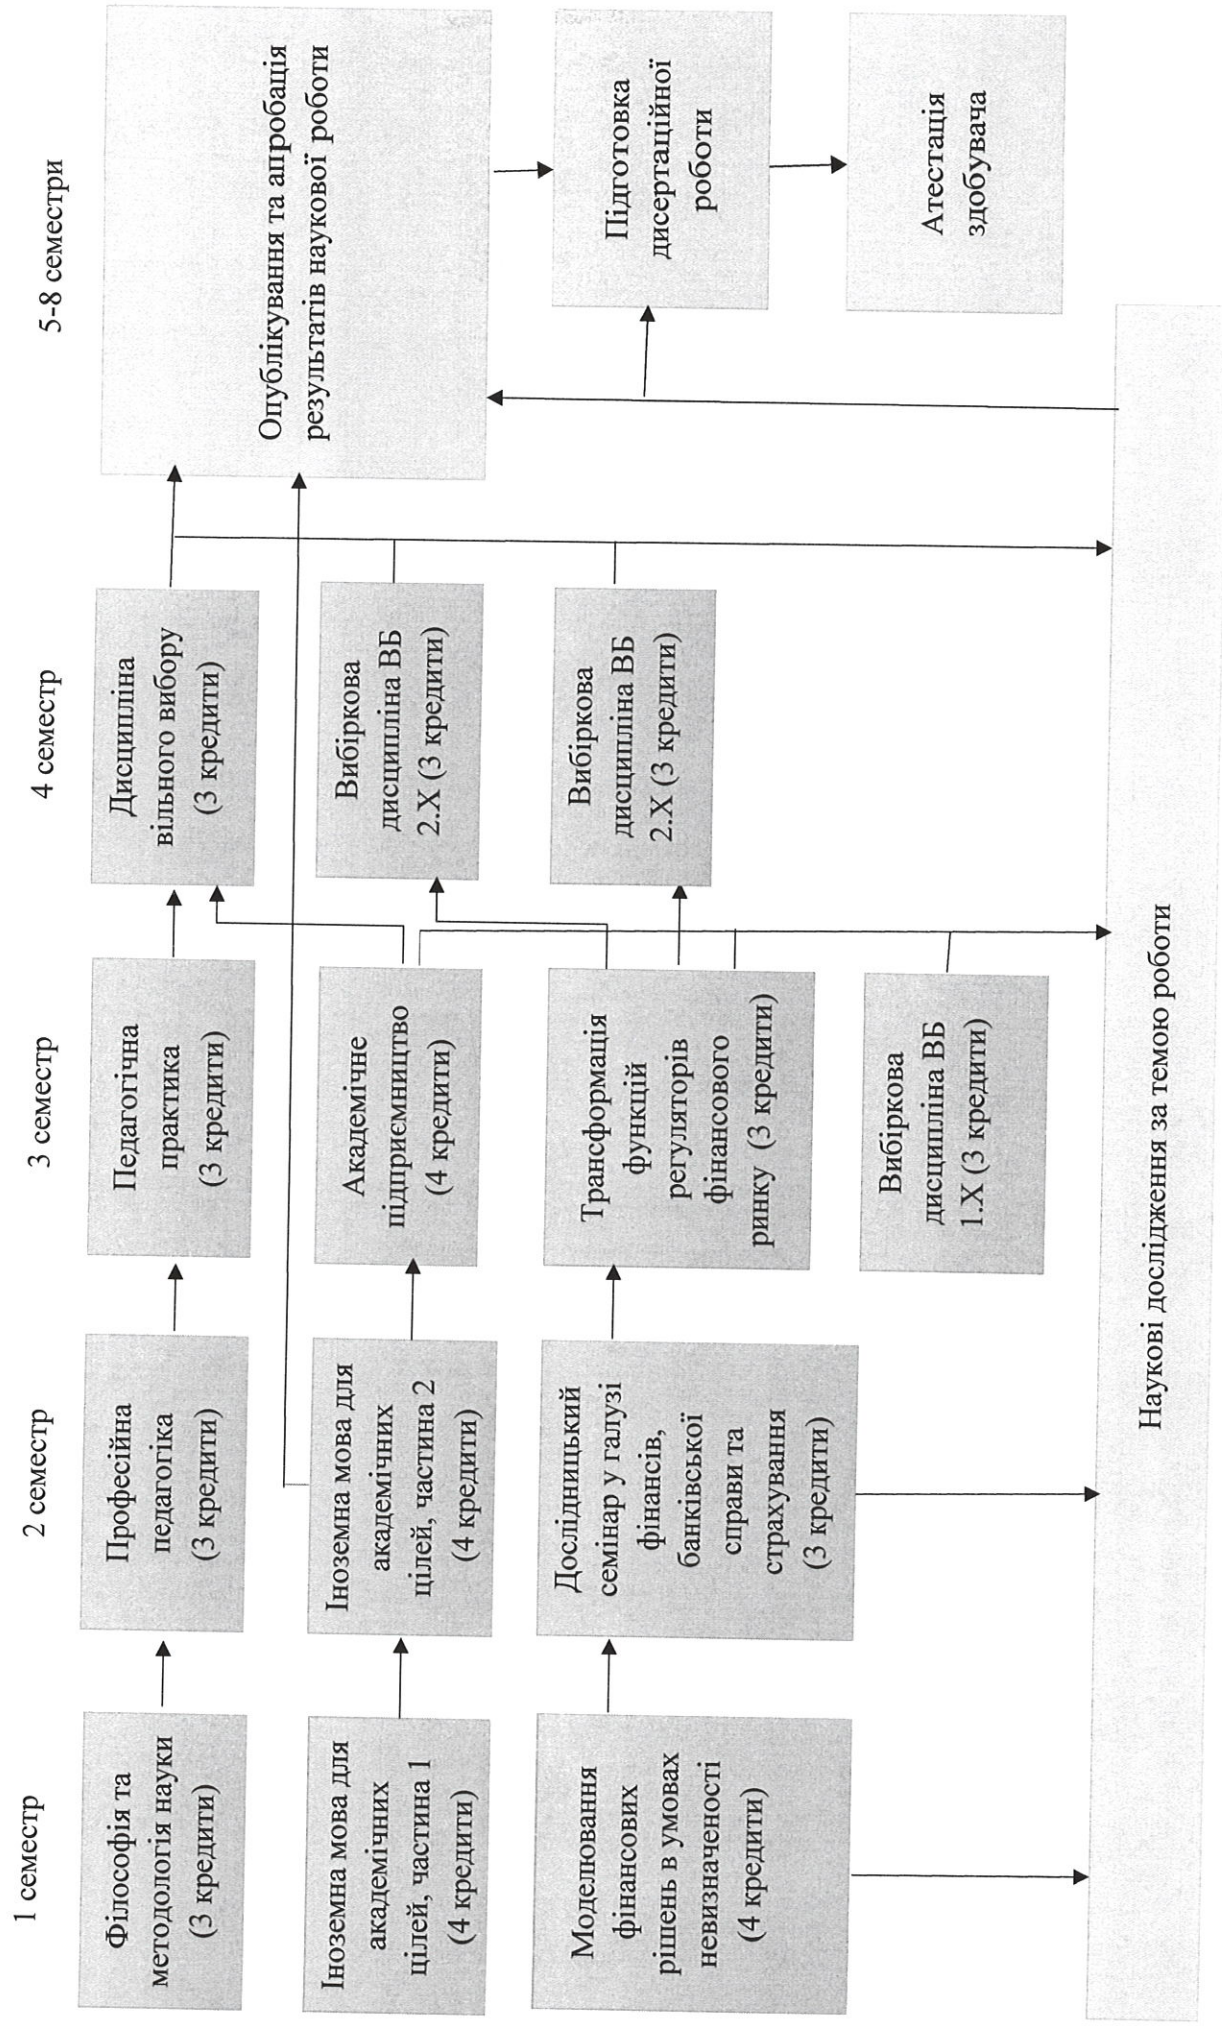 1 семестр
2 семестр
3 семестр
4 семестр
5-8 семестри
Філософія та
методологія науки
(3 кредити)
Професійна
педагогіка
(3 кредити)
Педагогічна
практика
(3 кредити)
Дисципліна
вільного вибору
(3 кредити)
Опублікування та апробація
результатів наукової роботи
Іноземна мова для
академічних
цілей, частина 1
(4 кредити)
Іноземна мова для
академічних
цілей, частина 2
(4 кредити)
Академічне
підприємництво
(4 кредити)
Вибіркова
дисципліна ВБ
2.Х (3 кредити)
Підготовка
дисертаційної
роботи
Моделювання
фінансових
рішень в умовах
невизначеності
(4 кредити)
Дослідницький
семінар у галузі
фінансів,
банківської
справи та
страхування
(3 кредити)
Трансформація
функцій
регуляторів
фінансового
ринку (3 кредити)
Вибіркова
дисципліна ВБ
2.Х (3 кредити)
Атестація
здобувача
Вибіркова
дисципліна ВБ
1.Х (3 кредити)
Наукові дослідження за темою роботи